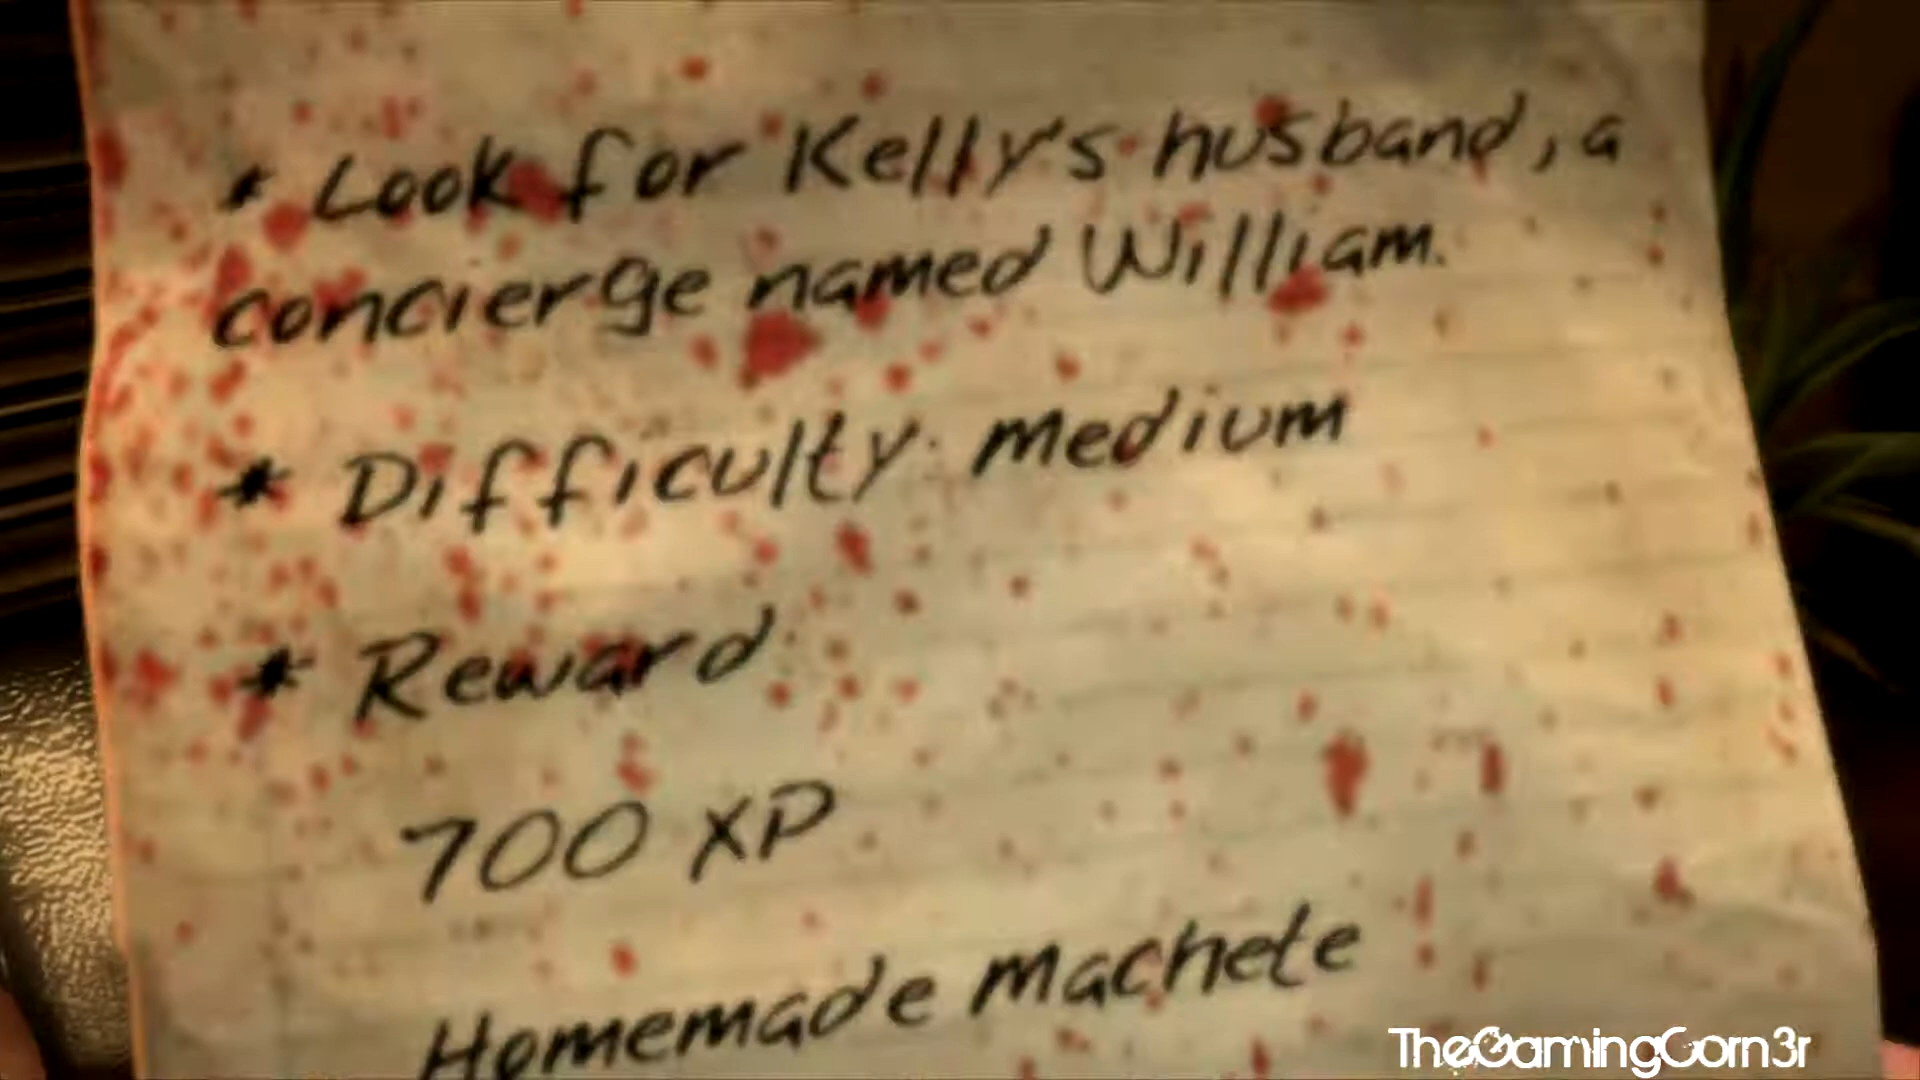 * Look for Kelly's husband, a
concierge named William.
* Difficulty: medium
* Reward:
700 XP
Homemade Machete
TheGamingCorn3r